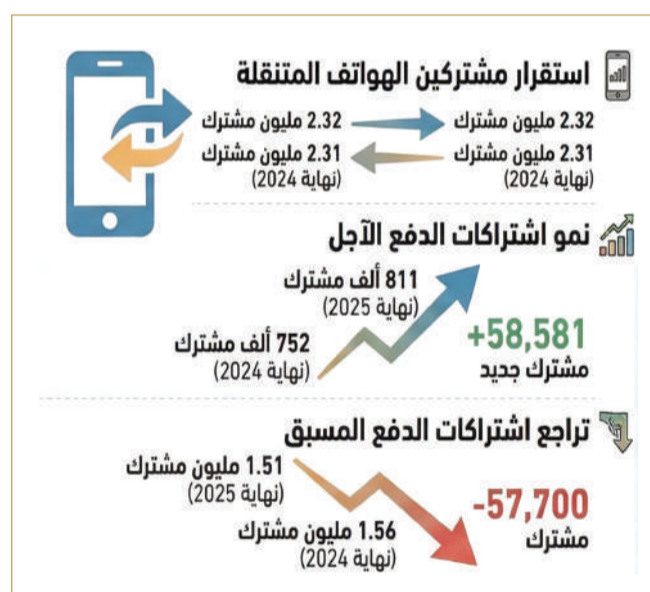 استقرار مشتركين الهواتف المتنقلة
2.32 مليون مشترك
2.32 مليون مشترك
2.31 مليون مشترك
(نهاية 2024)
2.31 مليون مشترك
(نهاية 2024)
نمو اشتراكات الدفع الآجل
811 ألف مشترك
(نهاية 2025)
752 ألف مشترك
(نهاية 2024)
+58,581
مشترك جديد
تراجع اشتراكات الدفع المسبق
1.51 مليون مشترك
(نهاية 2025)
1.56 مليون مشترك
(نهاية 2024)
-57,700
مشترك